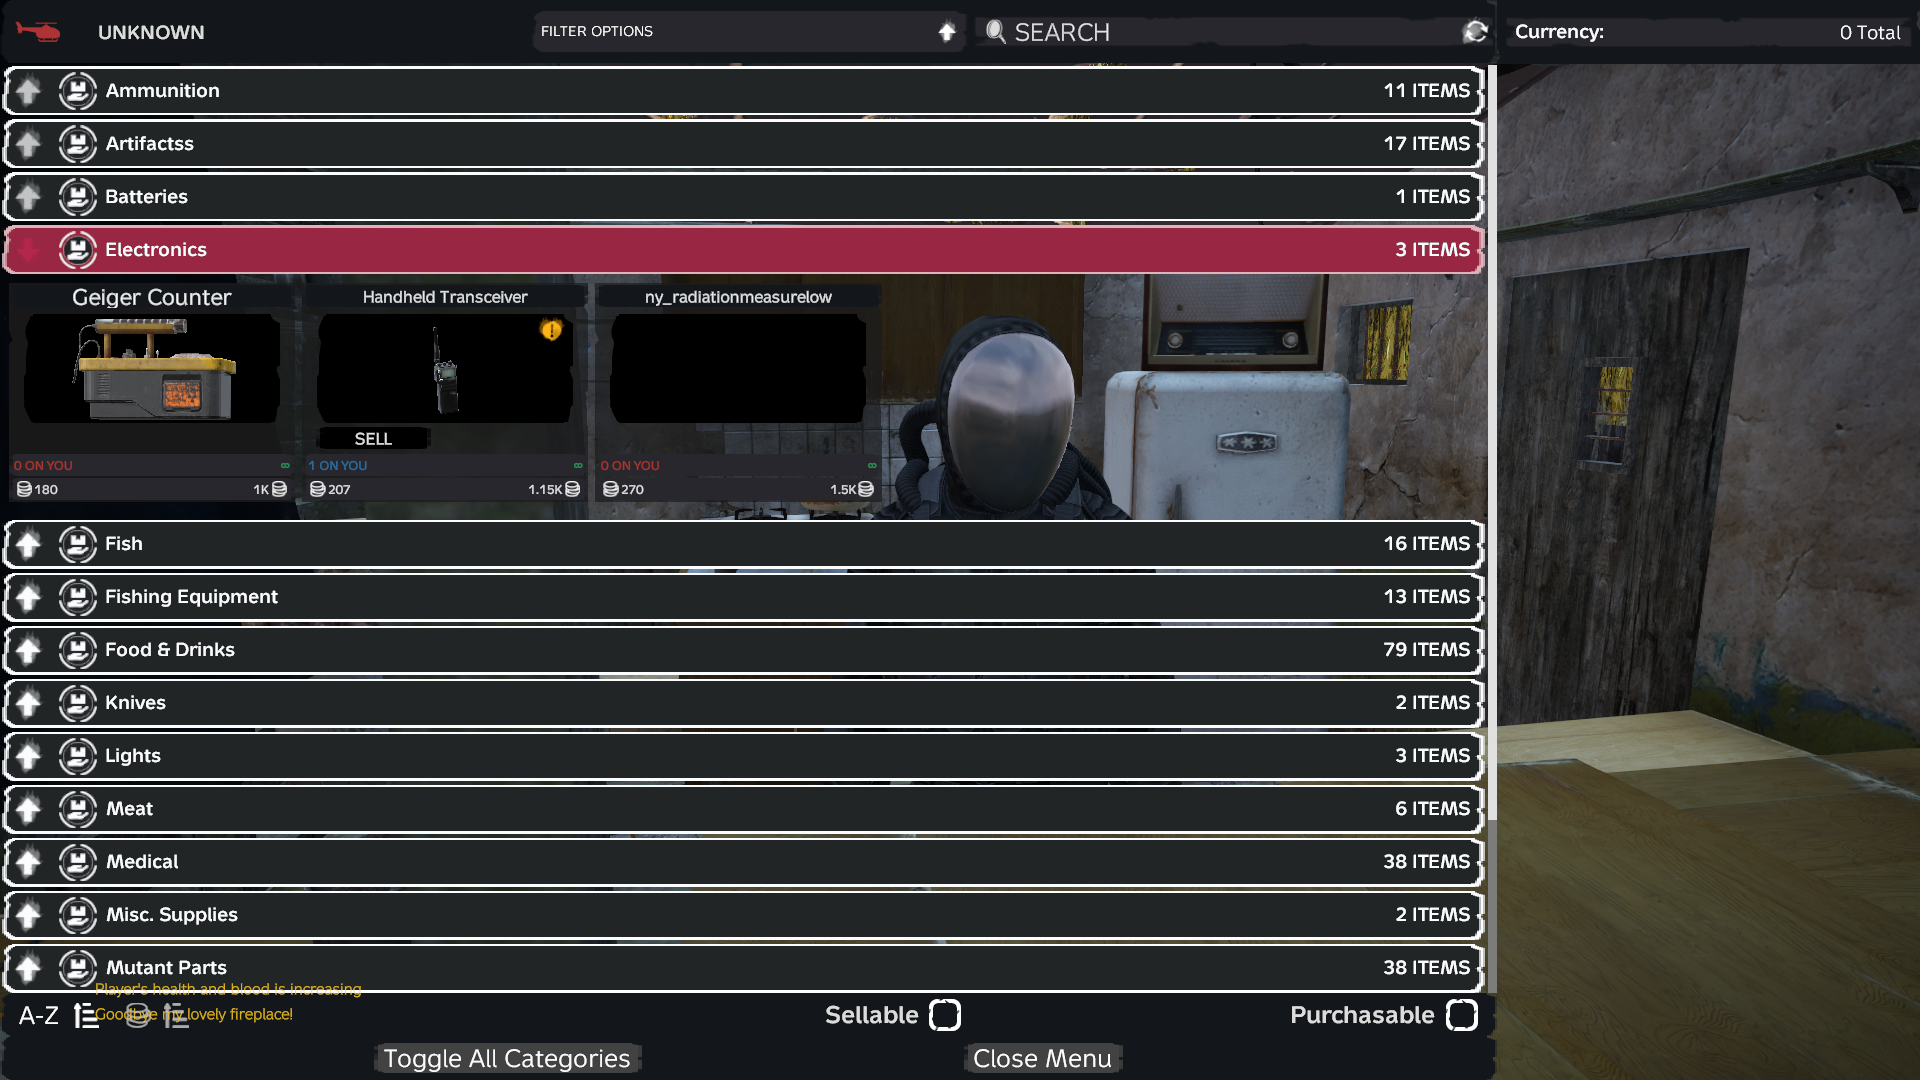 UNKNOWN
FILTER OPTIONS
SEARCH
Currency:
0 Total
Ammunition
11 ITEMS
Artifactss
17 ITEMS
Batteries
1 ITEMS
Electronics
3 ITEMS
Geiger Counter
Handheld Transceiver
ny_radiationmeasurelow
SELL
0 ON YOU
∞
1 ON YOU
∞
0 ON YOU
∞
180
1K
207
1.15K
270
1.5K
Fish
16 ITEMS
Fishing Equipment
13 ITEMS
Food & Drinks
79 ITEMS
Knives
2 ITEMS
Lights
3 ITEMS
Meat
6 ITEMS
Medical
38 ITEMS
Misc. Supplies
2 ITEMS
Mutant Parts
38 ITEMS
Player's health and blood is increasing
Goodbye my lovely fireplace!
A-Z
Sellable
Purchasable
Toggle All Categories
Close Menu